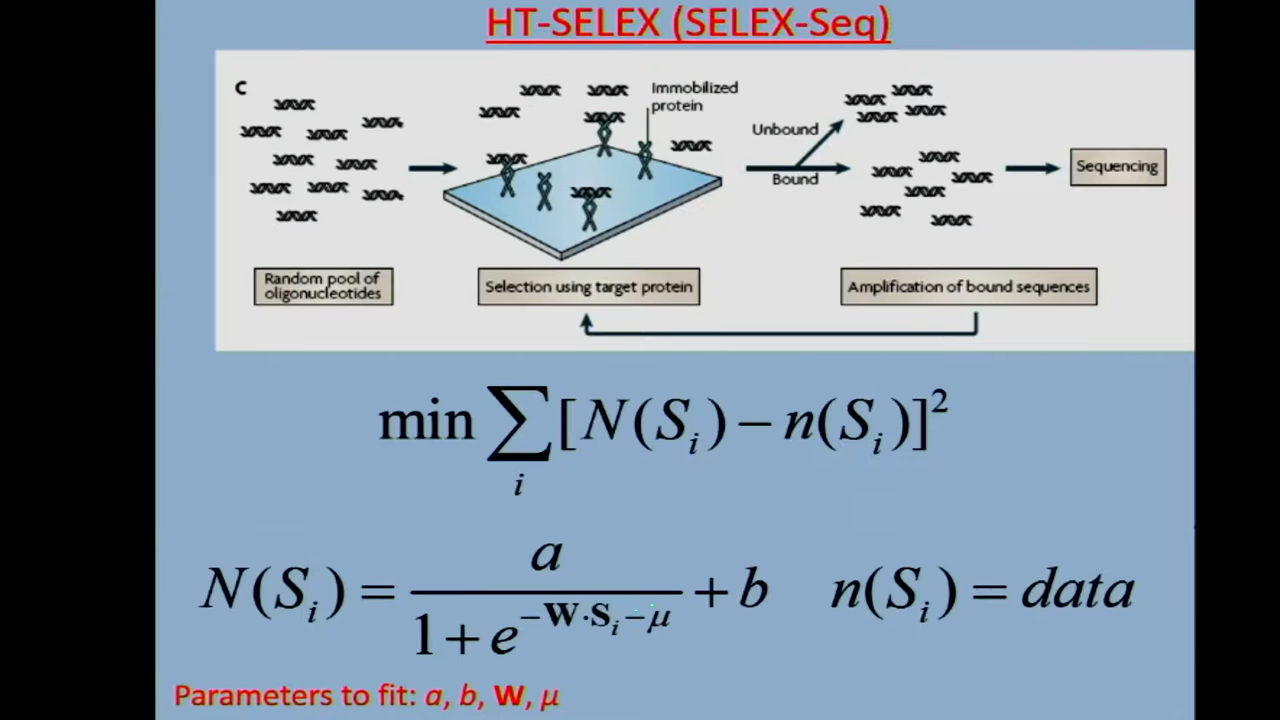 HT-SELEX (SELEX-Seq)
C
Immobilized
protein
Unbound
Bound
Sequencing
Random pool of
oligonucleotides
Selection using target protein
Amplification of bound sequences
min ∑_i [N(S_i) − n(S_i)]²
N(S_i) = a / (1 + e^{−W·S_i − μ}) + b    n(S_i) = data
Parameters to fit: a, b, W, μ